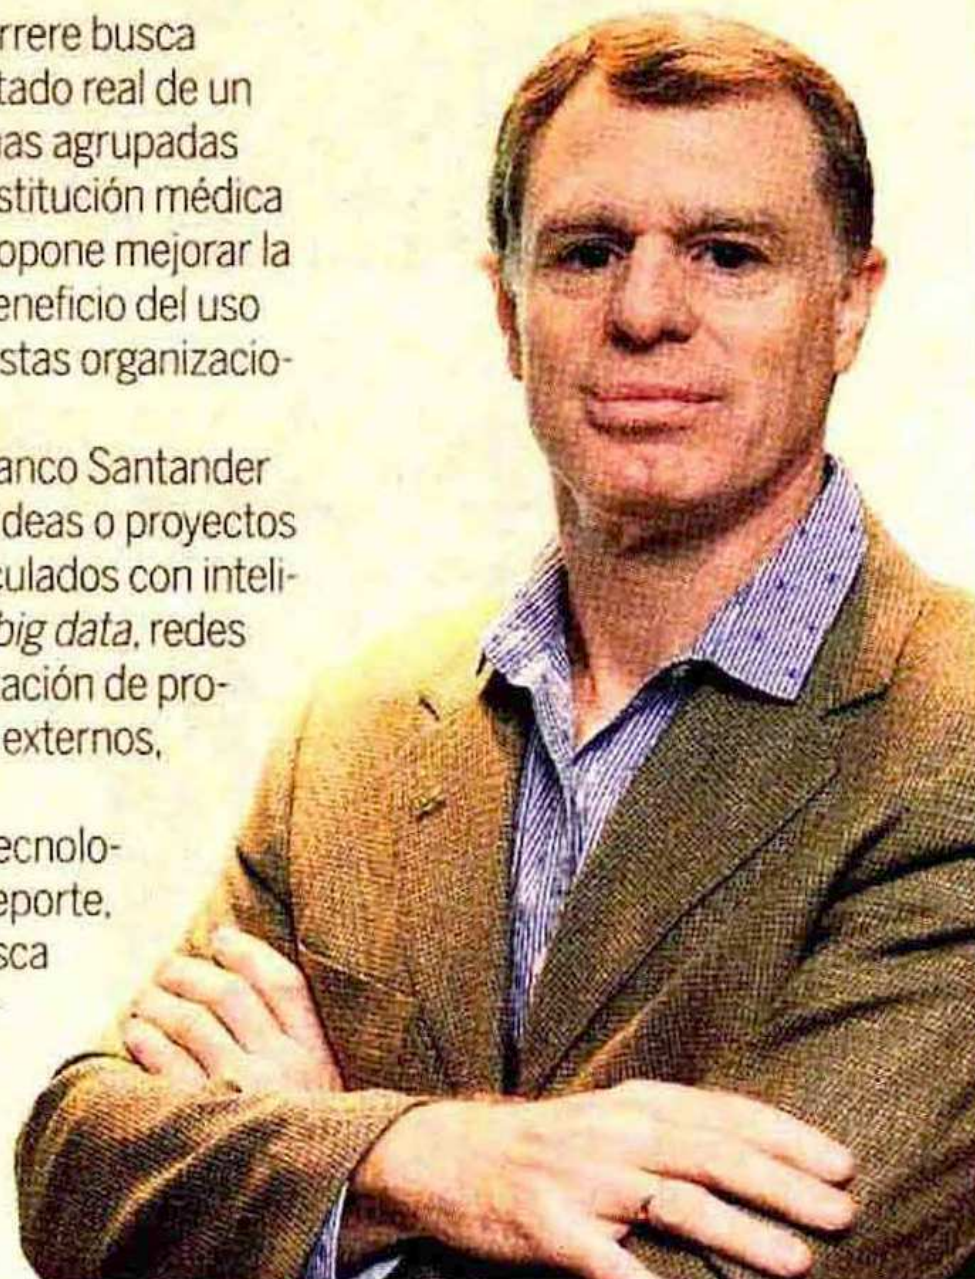 rrere busca
tado real de un
as agrupadas
stitución médica
opone mejorar la
eneficio del uso
stas organizacio-
anco Santander
ideas o proyectos
culados con inteli-
big data, redes
ación de pro-
externos,
ecnolo-
eporte,
sca